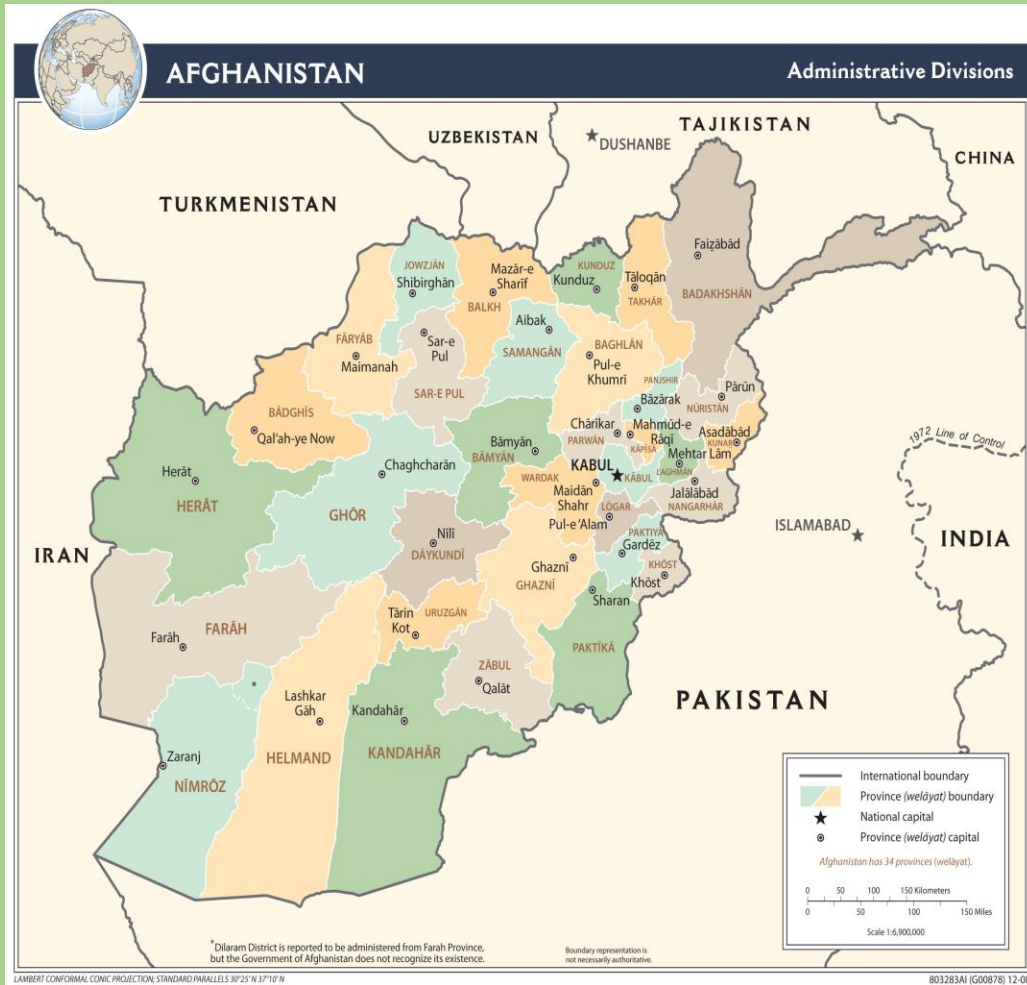 AFGHANISTAN
Administrative Divisions
UZBEKISTAN
TAJIKISTAN
DUSHANBE
CHINA
TURKMENISTAN
Faiẕābād
BADAKHSHĀN
JOWZJĀN
Shibirghān
Mazār-e
Sharīf
BALKH
KUNDUZ
Kunduz
Tāloqān
TAKHĀR
Aibak
SAMANGĀN
FĀRYĀB
Maimanah
Sar-e
Pul
SAR-E PUL
BAGHLĀN
Pul-e
Khumrī
PANJSHIR
Bāzārak
Pārūn
NŪRISTĀN
BĀDGHĪS
Qal'ah-ye Now
Chārikar
PARWĀN
Mahmūd-e
Rāqī
KĀPĪSA
Asadābād
KUNAR
Mehtar Lām
LAGHMĀN
Bāmyān
BĀMYĀN
KABUL
KĀBUL
1972 Line of Control
Herāt
HERĀT
Chaghcharān
GHŌR
WARDAK
Maidān
Shahr
Jalālābād
NANGARHĀR
LŌGAR
Pul-e 'Alam
PAKTIYĀ
Gardēz
ISLAMABAD
INDIA
IRAN
Nīlī
DĀYKUNDĪ
Ghaznī
GHAZNĪ
KHŌST
Khōst
Sharan
Tārin
Kot
URUZGĀN
FARĀH
Farāh
PAKTĪKĀ
ZĀBUL
Qalāt
*
Lashkar
Gāh
Kandahār
PAKISTAN
Zaranj
NĪMRŌZ
HELMAND
KANDAHĀR
International boundary
Province (welāyat) boundary
National capital
Province (welāyat) capital
Afghanistan has 34 provinces (welāyat).
0 50 100 150 Kilometers
0 50 100 150 Miles
Scale 1:6,900,000
*Dilaram District is reported to be administered from Farah Province,
but the Government of Afghanistan does not recognize its existence.
Boundary representation is
not necessarily authoritative.
LAMBERT CONFORMAL CONIC PROJECTION; STANDARD PARALLELS 30°25' N 37°10' N
803283AI (G00878) 12-08